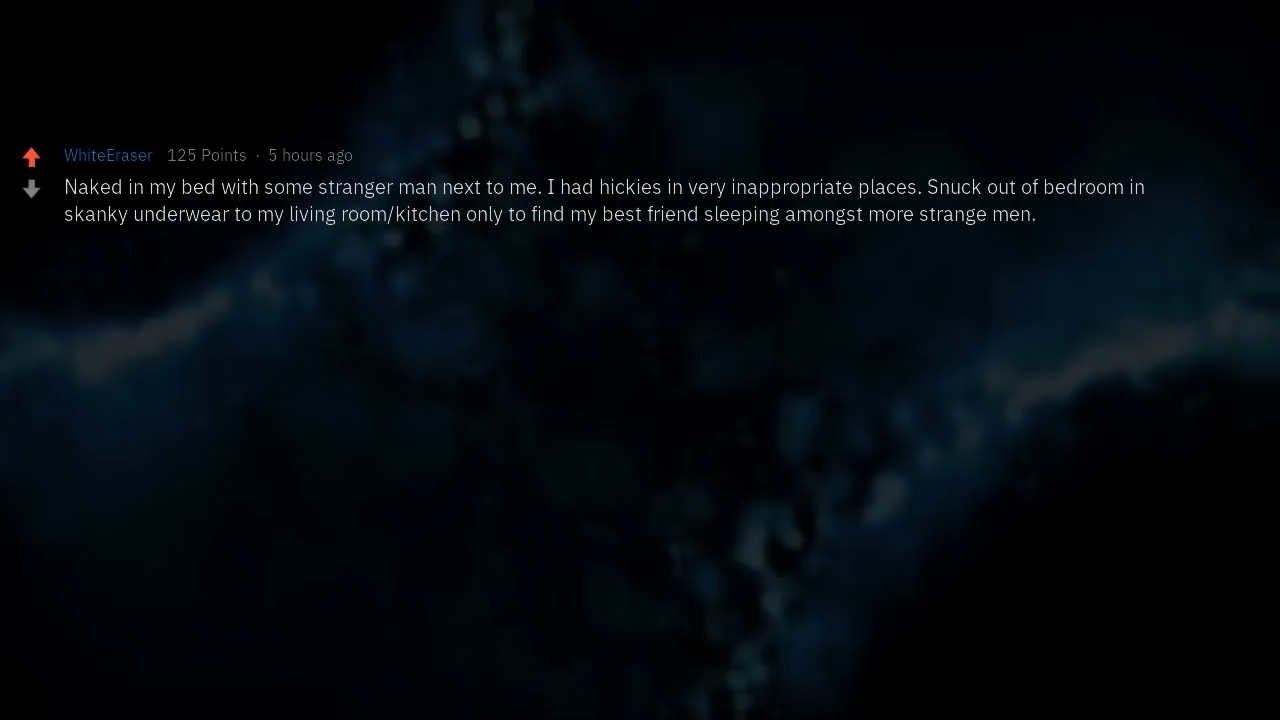 WhiteEraser 125 Points · 5 hours ago
Naked in my bed with some stranger man next to me. I had hickies in very inappropriate places. Snuck out of bedroom in
skanky underwear to my living room/kitchen only to find my best friend sleeping amongst more strange men.